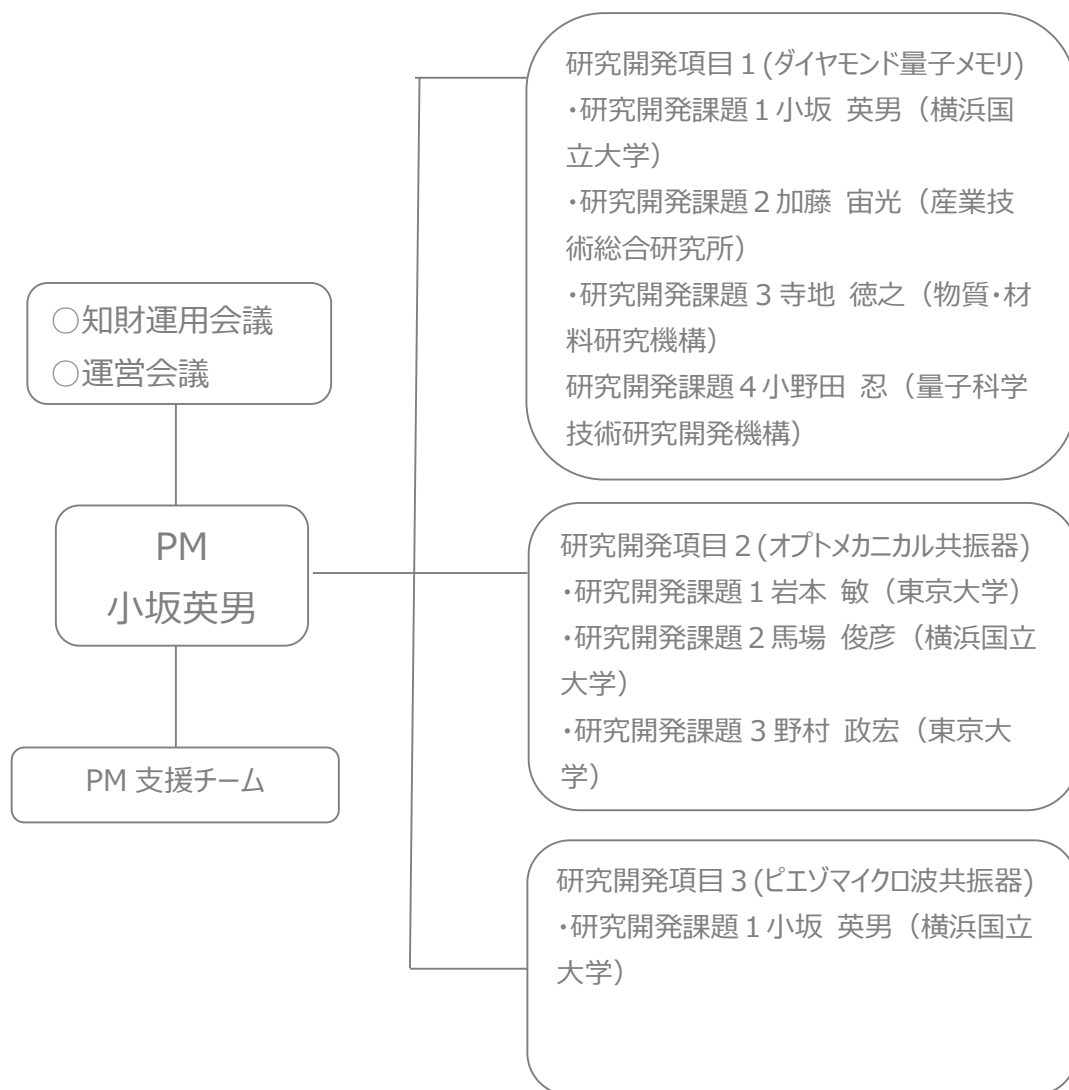 ○知財運用会議
○運営会議
PM
小坂英男
PM 支援チーム
研究開発項目1(ダイヤモンド量子メモリ)
・研究開発課題1小坂 英男（横浜国
立大学）
・研究開発課題2加藤 宙光（産業技
術総合研究所）
・研究開発課題3寺地 徳之（物質・材
料研究機構）
研究開発課題4小野田 忍（量子科学
技術研究開発機構）
研究開発項目2(オプトメカニカル共振器)
・研究開発課題1岩本 敏（東京大学）
・研究開発課題2馬場 俊彦（横浜国立
大学）
・研究開発課題3野村 政宏（東京大
学）
研究開発項目3(ピエゾマイクロ波共振器)
・研究開発課題1小坂 英男（横浜国立
大学）